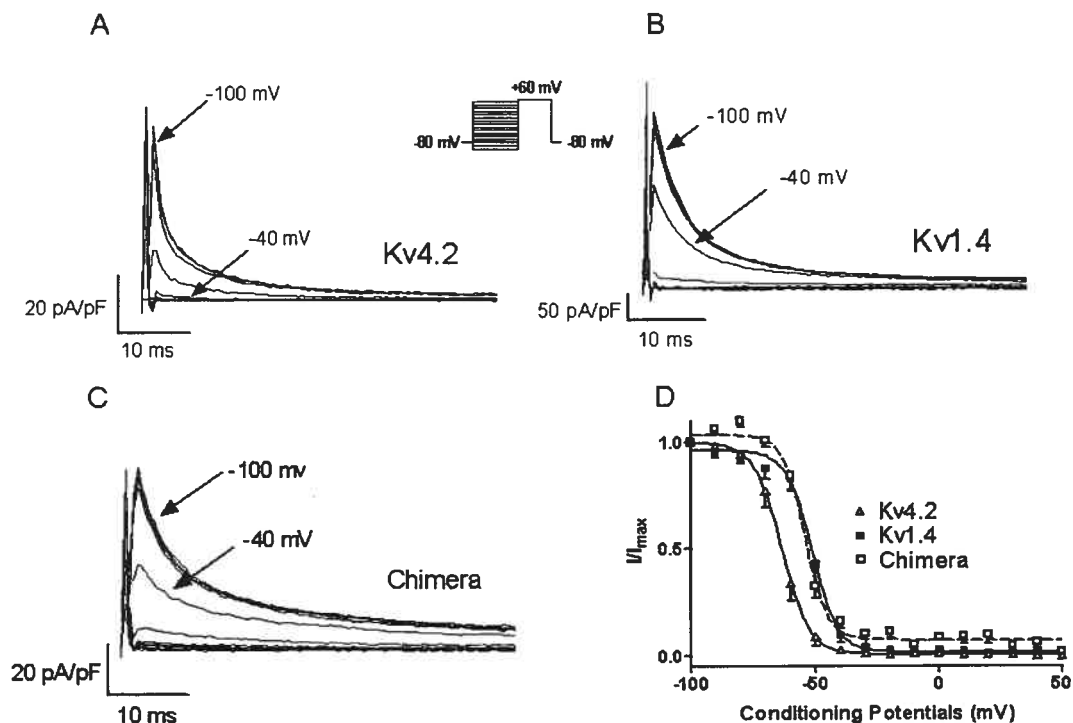 A
-100 mV
-40 mV
Kv4.2
20 pA/pF
10 ms
+60 mV
-80 mV
-80 mV
B
-100 mV
-40 mV
Kv1.4
50 pA/pF
10 ms
C
-100 mv
-40 mV
Chimera
20 pA/pF
10 ms
D
1.0
0.5
0.0
I/Imax
Kv4.2
Kv1.4
Chimera
-100
-50
0
50
Conditioning Potentials (mV)